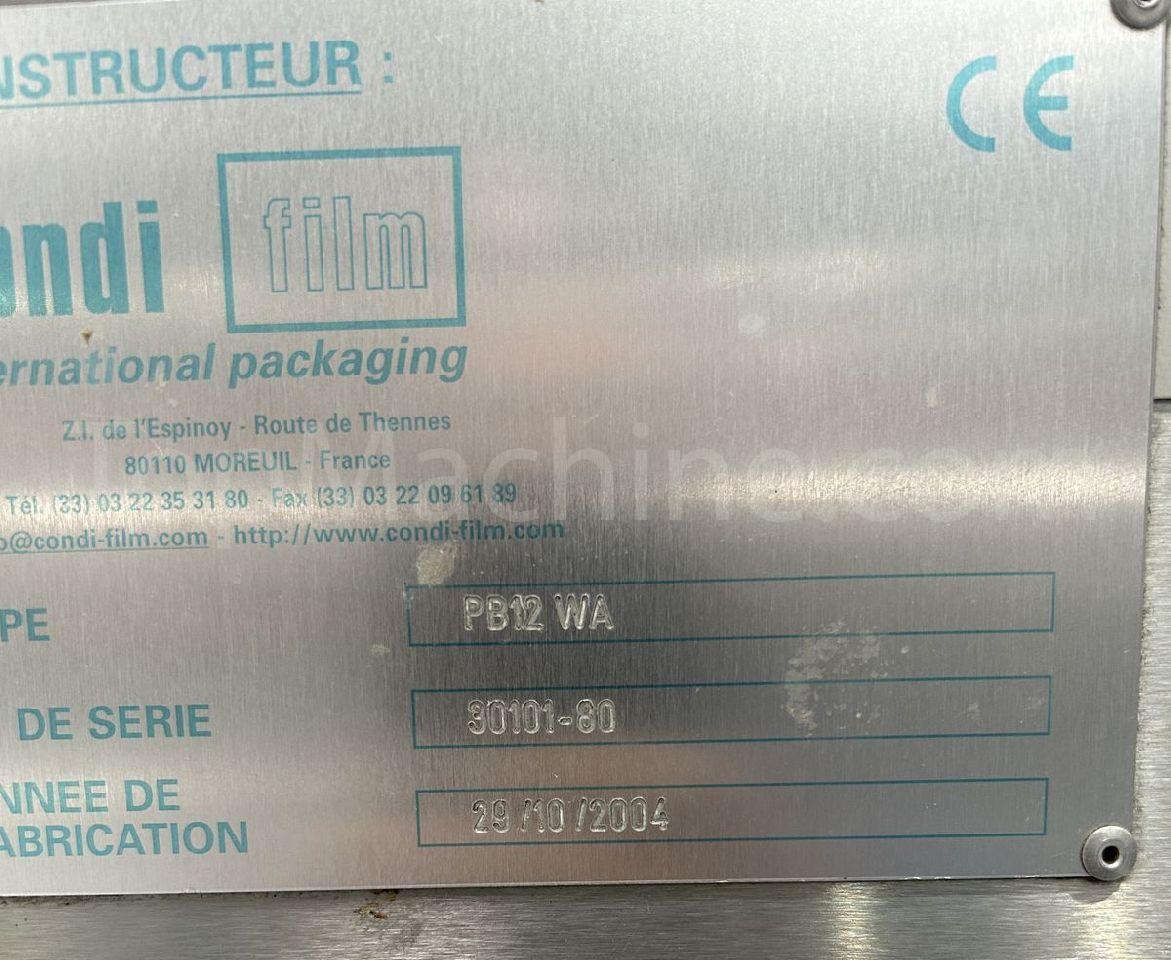 NSTRUCTEUR :
CE
ondi film
ernational packaging
Z.I. de l'Espinoy - Route de Thennes
80110 MOREUIL - France
Tél. (33) 03 22 35 31 80 - Fax (33) 03 22 09 61 89
o@condi-film.com - http://www.condi-film.com
PE PB12 WA
DE SERIE 30101-80
NNEE DE
ABRICATION 29/10/2004